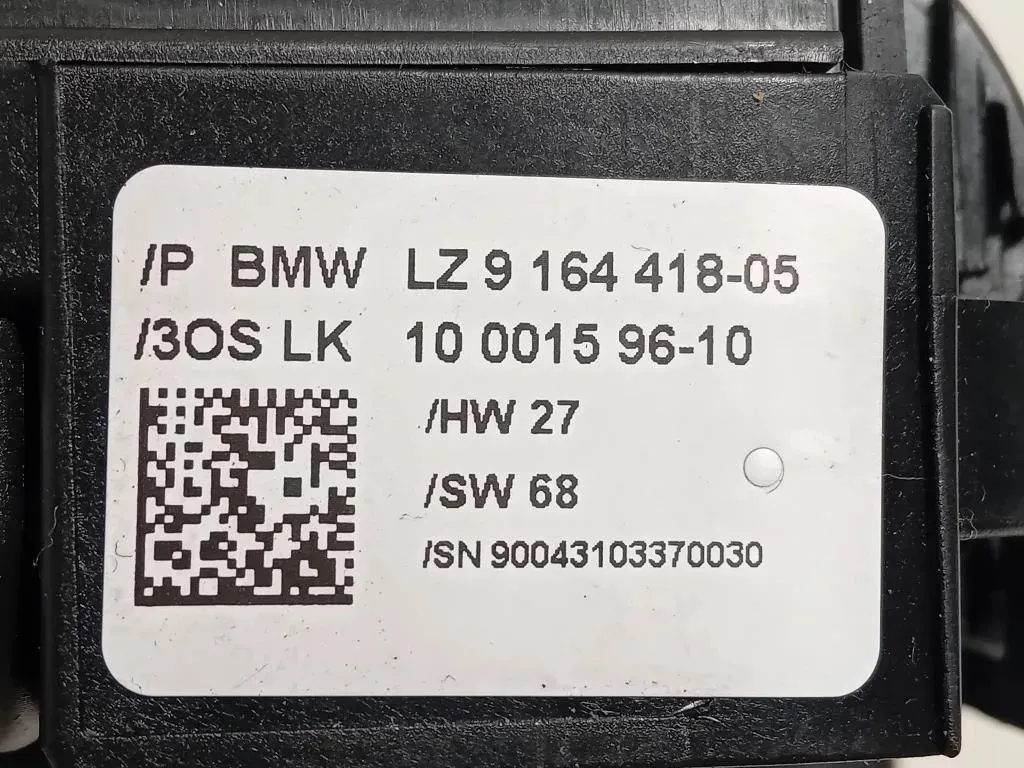 /P BMW LZ 9 164 418-05
/3OS LK 10 0015 96-10
/HW 27
/SW 68
/SN 90043103370030